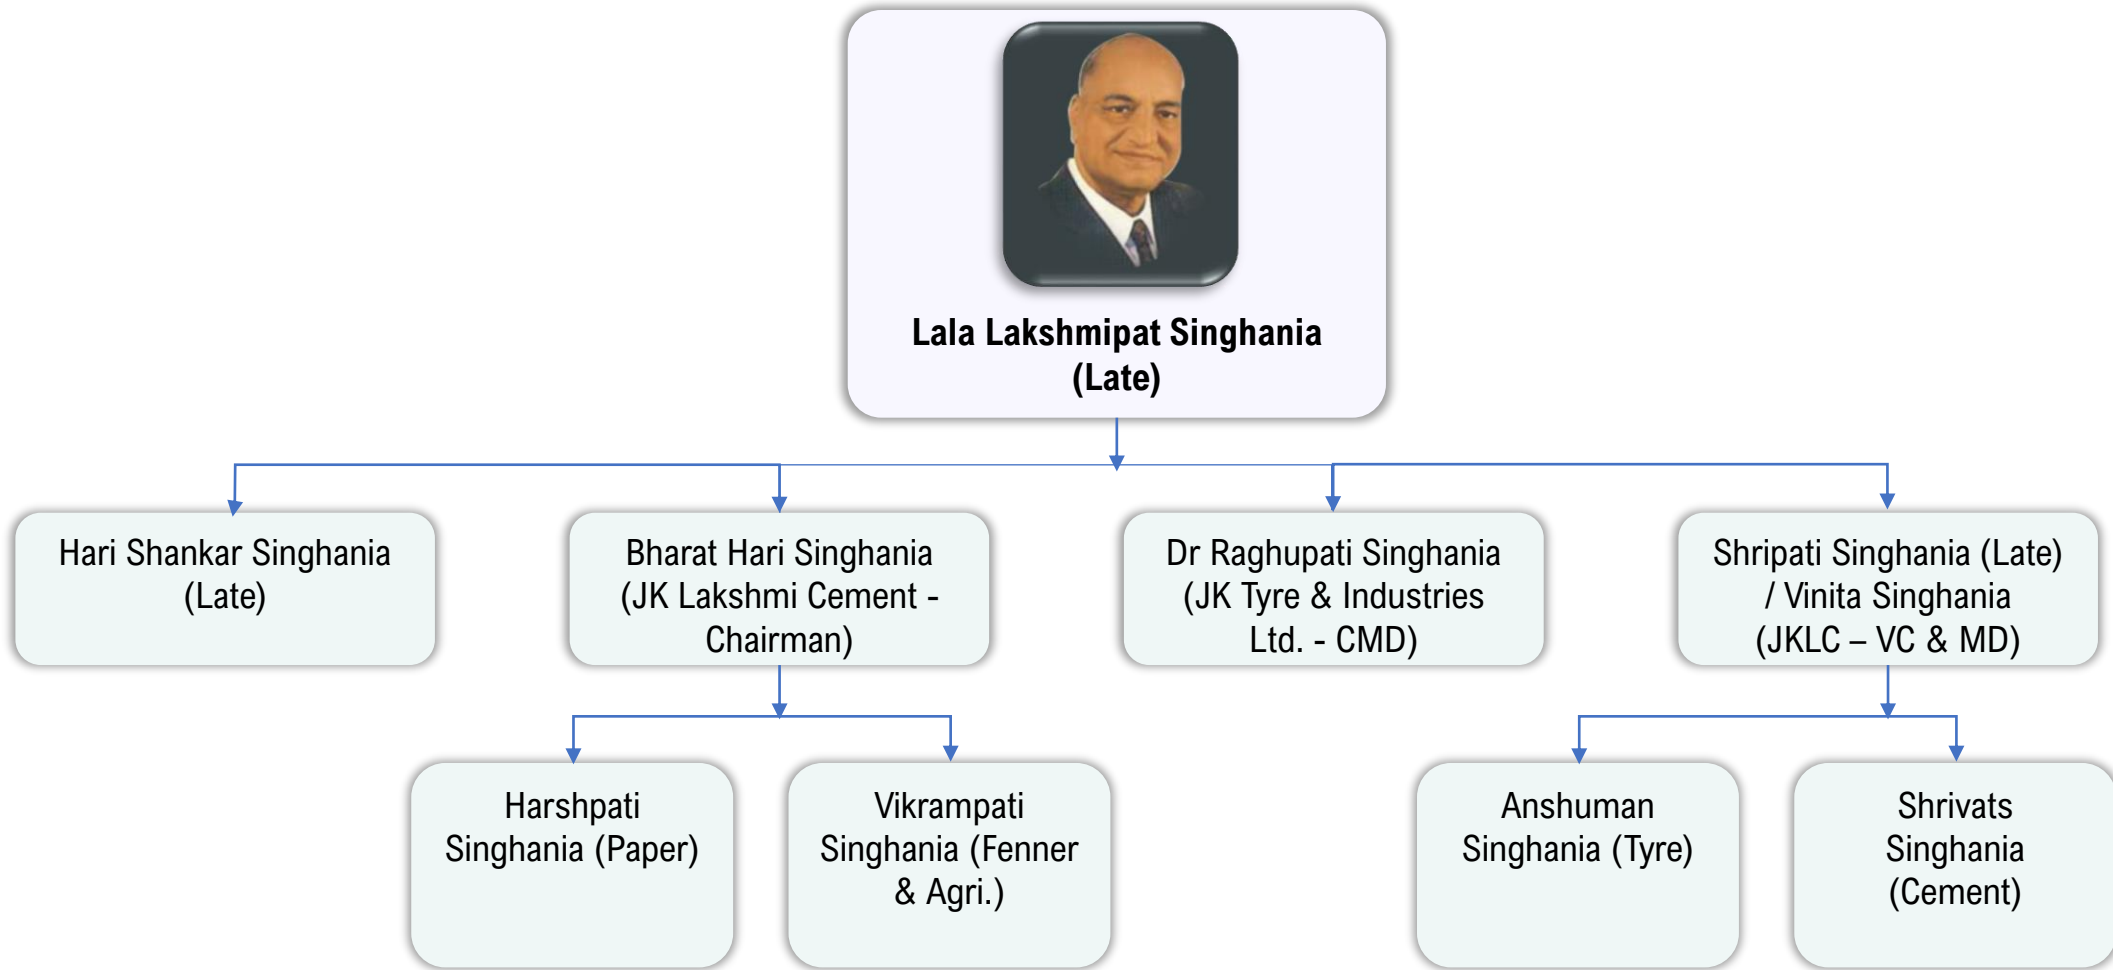 Lala Lakshmipat Singhania
(Late)
Hari Shankar Singhania
(Late)
Bharat Hari Singhania
(JK Lakshmi Cement -
Chairman)
Dr Raghupati Singhania
(JK Tyre & Industries
Ltd. - CMD)
Shripati Singhania (Late)
/ Vinita Singhania
(JKLC – VC & MD)
Harshpati
Singhania (Paper)
Vikrampati
Singhania (Fenner
& Agri.)
Anshuman
Singhania (Tyre)
Shrivats
Singhania
(Cement)